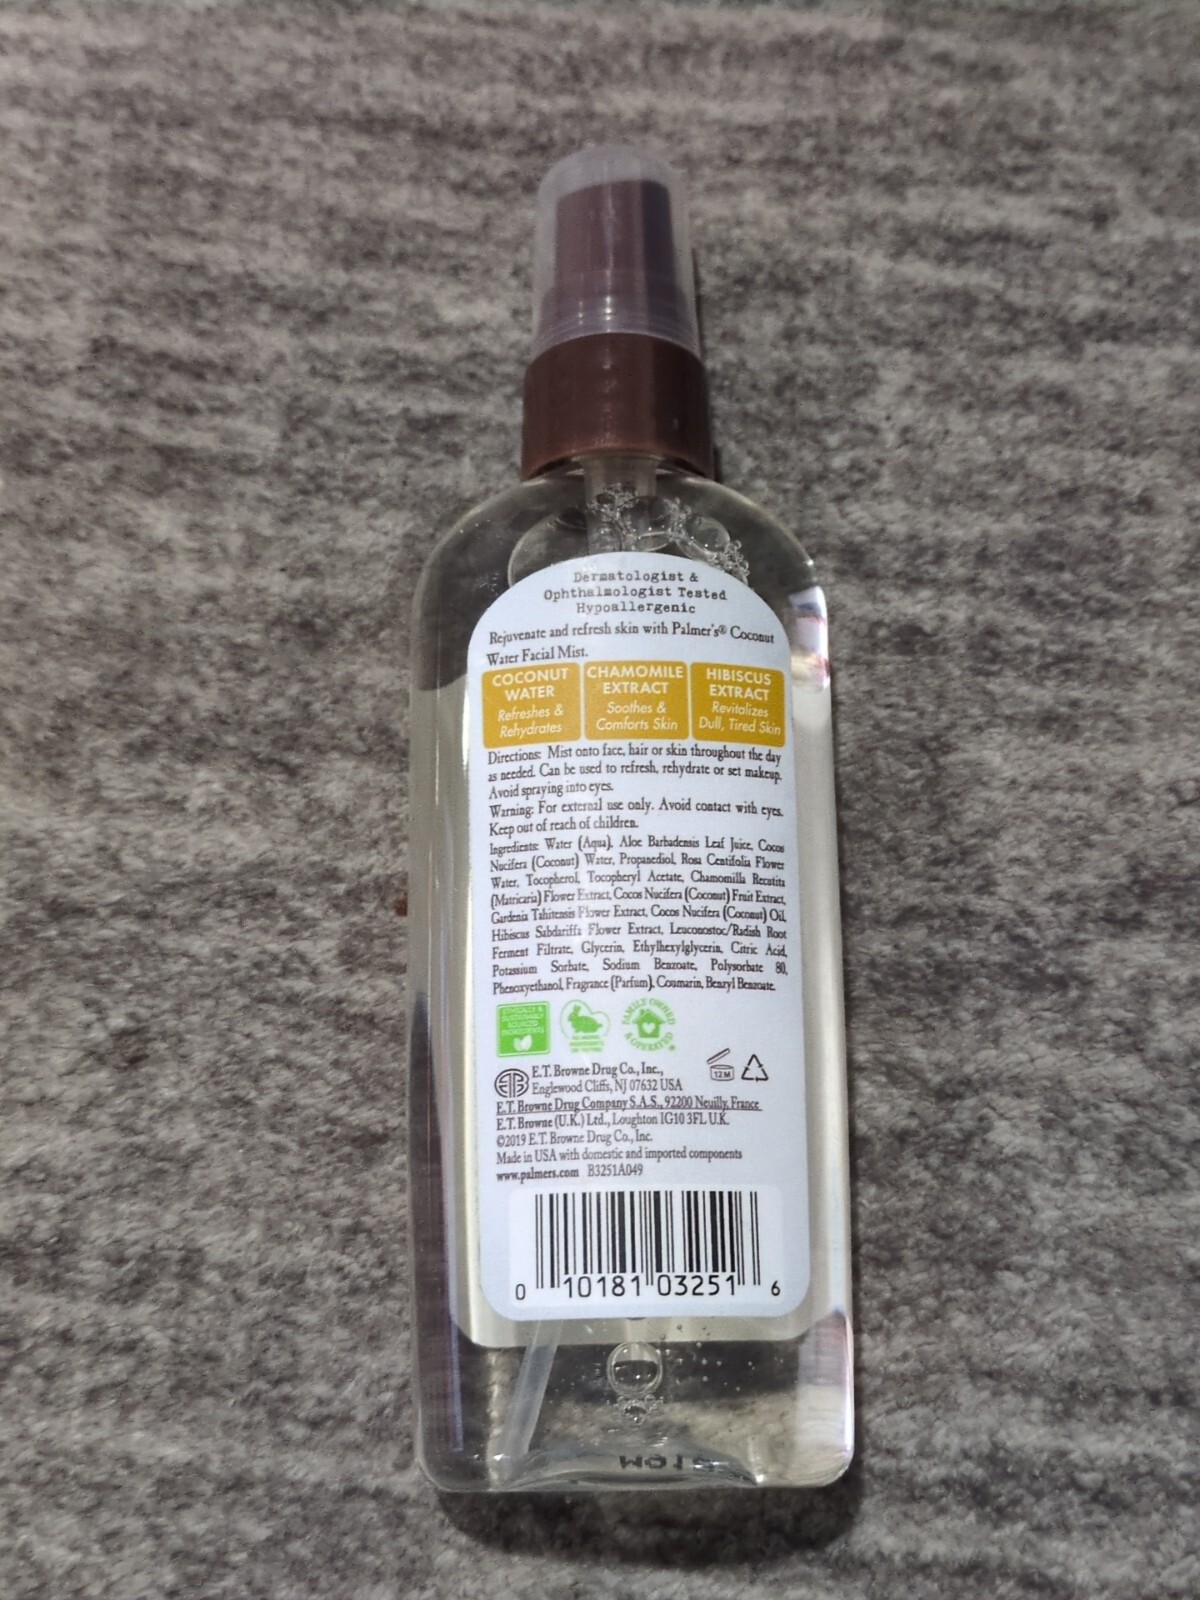 Dermatologist &
Ophthalmologist Tested
Hypoallergenic
Rejuvenate and refresh skin with Palmer's® Coconut
Water Facial Mist.
COCONUT
WATER
Refreshes &
Rehydrates
CHAMOMILE
EXTRACT
Soothes &
Comforts Skin
HIBISCUS
EXTRACT
Revitalizes
Dull, Tired Skin
Directions: Mist onto face, hair or skin throughout the day
as needed. Can be used to refresh, rehydrate or set makeup.
Avoid spraying into eyes.
Warning: For external use only. Avoid contact with eyes.
Keep out of reach of children.
Ingredients: Water (Aqua), Aloe Barbadensis Leaf Juice, Cocos
Nucifera (Coconut) Water, Propanediol, Rosa Centifolia Flower
Water, Tocopherol, Tocopheryl Acetate, Chamomilla Recutita
(Matricaria) Flower Extract, Cocos Nucifera (Coconut) Fruit Extract,
Gardenia Tahitensis Flower Extract, Cocos Nucifera (Coconut) Oil,
Hibiscus Sabdariffa Flower Extract, Leuconostoc/Radish Root
Ferment Filtrate, Glycerin, Ethylhexylglycerin, Citric Acid,
Potassium Sorbate, Sodium Benzoate, Polysorbate 80,
Phenoxyethanol, Fragrance (Parfum), Coumarin, Benzyl Benzoate.
ETHICALLY &
SUSTAINABLY
SOURCED
INGREDIENTS
FAMILY OWNED
& OPERATED
ETB
E.T. Browne Drug Co., Inc.,
Englewood Cliffs, NJ 07632 USA
12M
E.T. Browne Drug Company S.A.S., 92200 Neuilly, France
E.T. Browne (U.K.) Ltd., Loughton IG10 3FL U.K.
©2019 E.T. Browne Drug Co., Inc.
Made in USA with domestic and imported components
www.palmers.com B3251A049
0 10181 03251 6